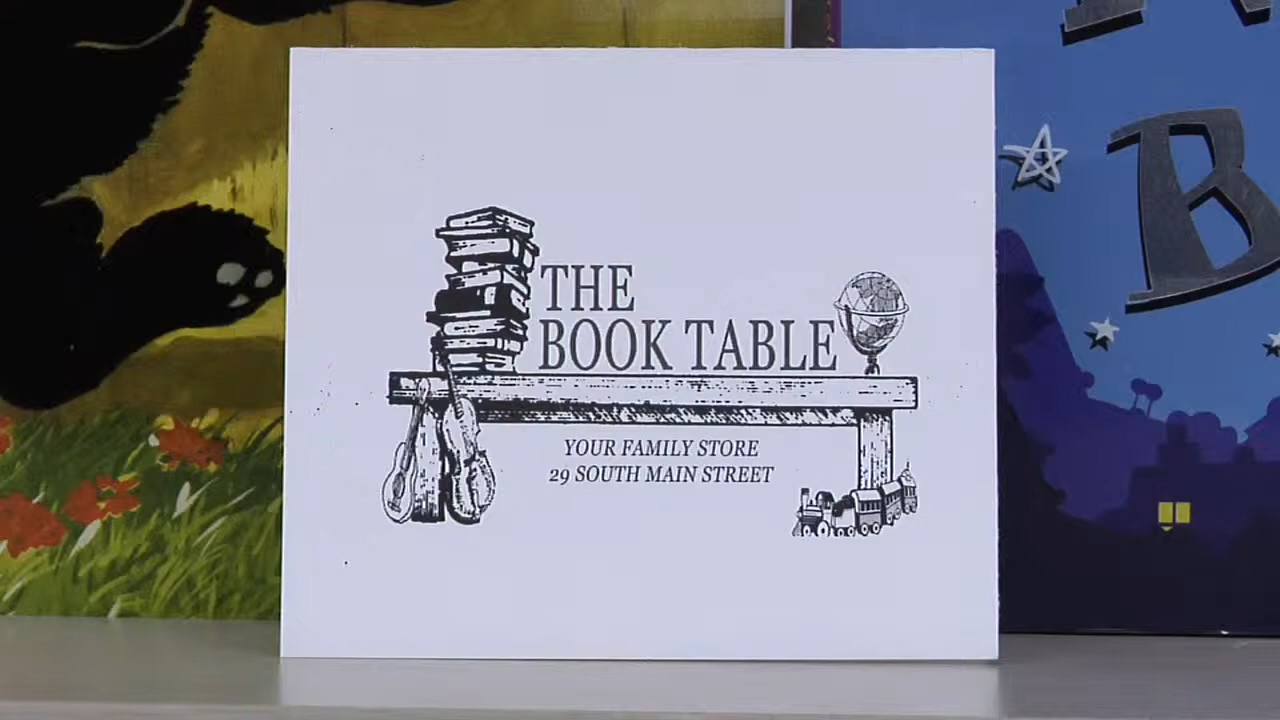 THE
BOOK TABLE
YOUR FAMILY STORE
29 SOUTH MAIN STREET
B